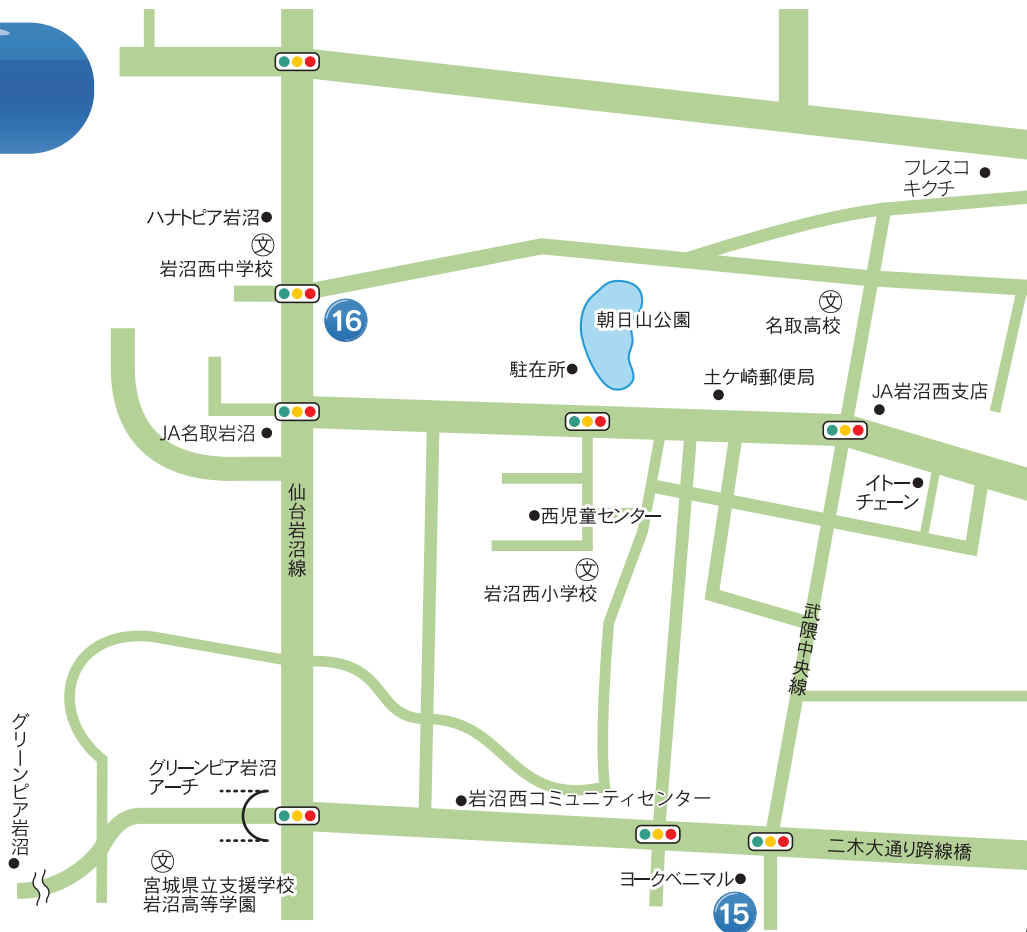 フレスコ
キクチ
ハナトピア岩沼
文
岩沼西中学校
16
朝日山公園
文
名取高校
駐在所
土ケ崎郵便局
JA岩沼西支店
JA名取岩沼
仙台岩沼線
イトー
チェーン
西児童センター
文
岩沼西小学校
武隈中央線
グリーンピア岩沼
グリーンピア岩沼
アーチ
岩沼西コミュニティセンター
二木大通り跨線橋
文
宮城県立支援学校
岩沼高等学園
ヨークベニマル
15